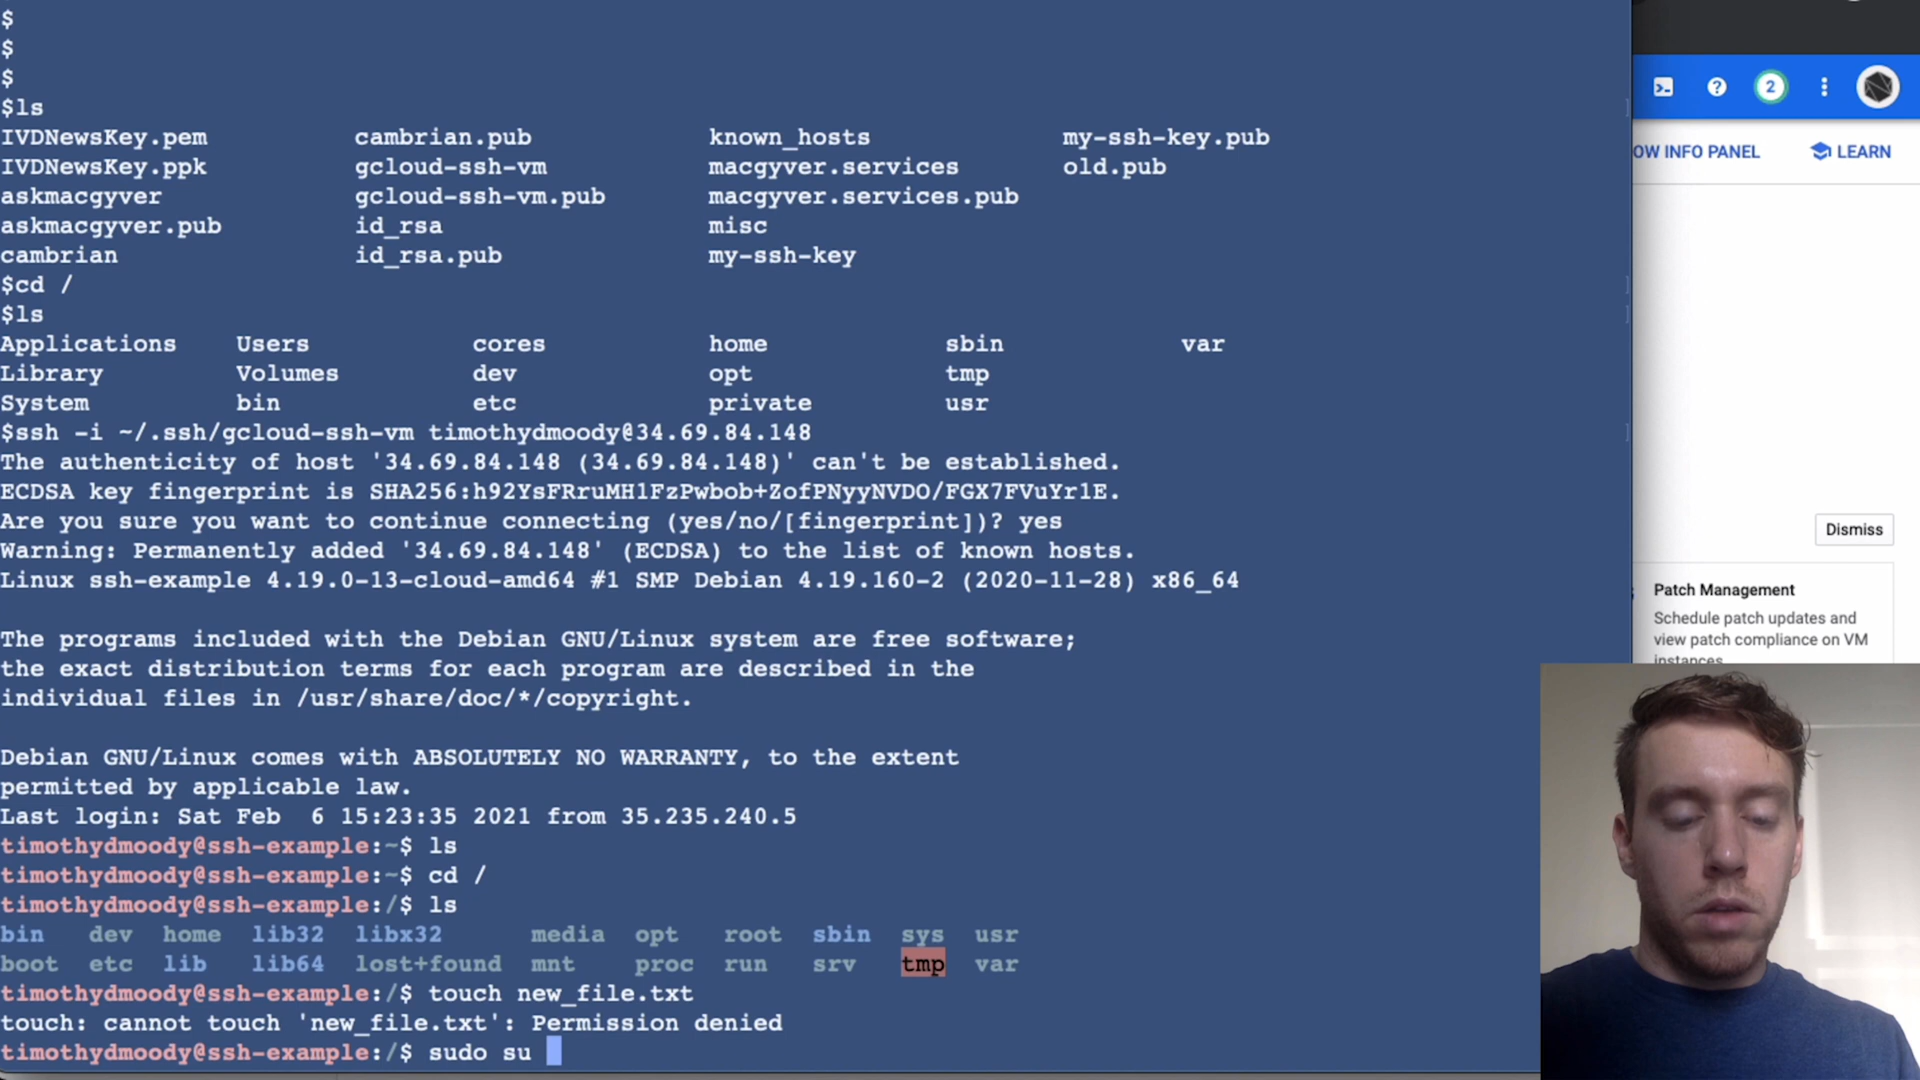 $
$
$
$ls
IVDNewsKey.pem cambrian.pub known_hosts my-ssh-key.pub
IVDNewsKey.ppk gcloud-ssh-vm macgyver.services old.pub
askmacgyver gcloud-ssh-vm.pub macgyver.services.pub
askmacgyver.pub id_rsa misc
cambrian id_rsa.pub my-ssh-key
$cd /
$ls
Applications Users cores home sbin var
Library Volumes dev opt tmp
System bin etc private usr
$ssh -i ~/.ssh/gcloud-ssh-vm timothydmoody@34.69.84.148
The authenticity of host '34.69.84.148 (34.69.84.148)' can't be established.
ECDSA key fingerprint is SHA256:h92YsFRruMH1FzPwbob+ZofPNyyNVDO/FGX7FVuYr1E.
Are you sure you want to continue connecting (yes/no/[fingerprint])? yes
Warning: Permanently added '34.69.84.148' (ECDSA) to the list of known hosts.
Linux ssh-example 4.19.0-13-cloud-amd64 #1 SMP Debian 4.19.160-2 (2020-11-28) x86_64
The programs included with the Debian GNU/Linux system are free software;
the exact distribution terms for each program are described in the
individual files in /usr/share/doc/*/copyright.
Debian GNU/Linux comes with ABSOLUTELY NO WARRANTY, to the extent
permitted by applicable law.
Last login: Sat Feb  6 15:23:35 2021 from 35.235.240.5
timothydmoody@ssh-example:~$ ls
timothydmoody@ssh-example:~$ cd /
timothydmoody@ssh-example:/$ ls
bin dev home lib32 libx32 media opt root sbin sys usr
boot etc lib lib64 lost+found mnt proc run srv tmp var
timothydmoody@ssh-example:/$ touch new_file.txt
touch: cannot touch 'new_file.txt': Permission denied
timothydmoody@ssh-example:/$ sudo su
2
OW INFO PANEL
LEARN
Dismiss
Patch Management
Schedule patch updates and
view patch compliance on VM
instances